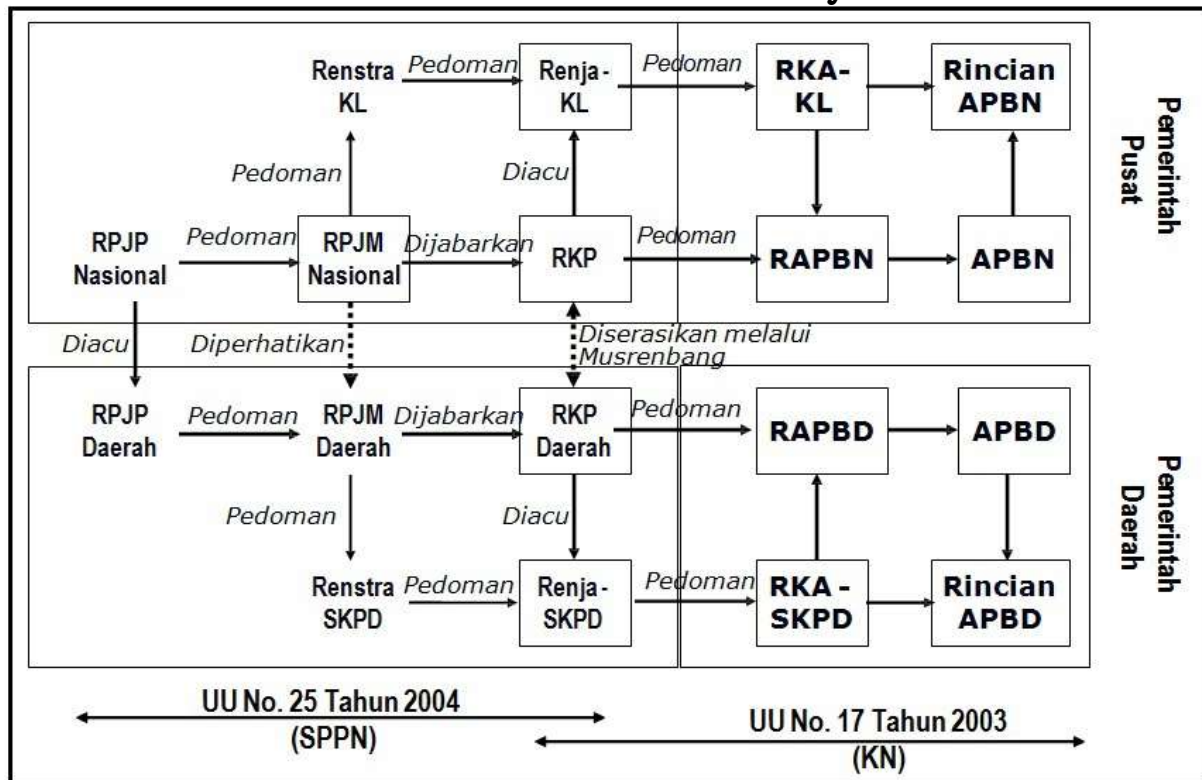 Renstra
KL
Pedoman
Renja -
KL
Pedoman
RKA-
KL
Rincian
APBN
Pedoman
Diacu
RPJP
Nasional
Pedoman
RPJM
Nasional
Dijabarkan
RKP
Pedoman
RAPBN
APBN
Pemerintah
Pusat
Diacu
Diperhatikan
Diserasikan melalui
Musrenbang
RPJP
Daerah
Pedoman
RPJM
Daerah
Dijabarkan
RKP
Daerah
Pedoman
RAPBD
APBD
Pedoman
Diacu
Renstra
SKPD
Pedoman
Renja -
SKPD
Pedoman
RKA -
SKPD
Rincian
APBD
Pemerintah
Daerah
UU No. 25 Tahun 2004
(SPPN)
UU No. 17 Tahun 2003
(KN)